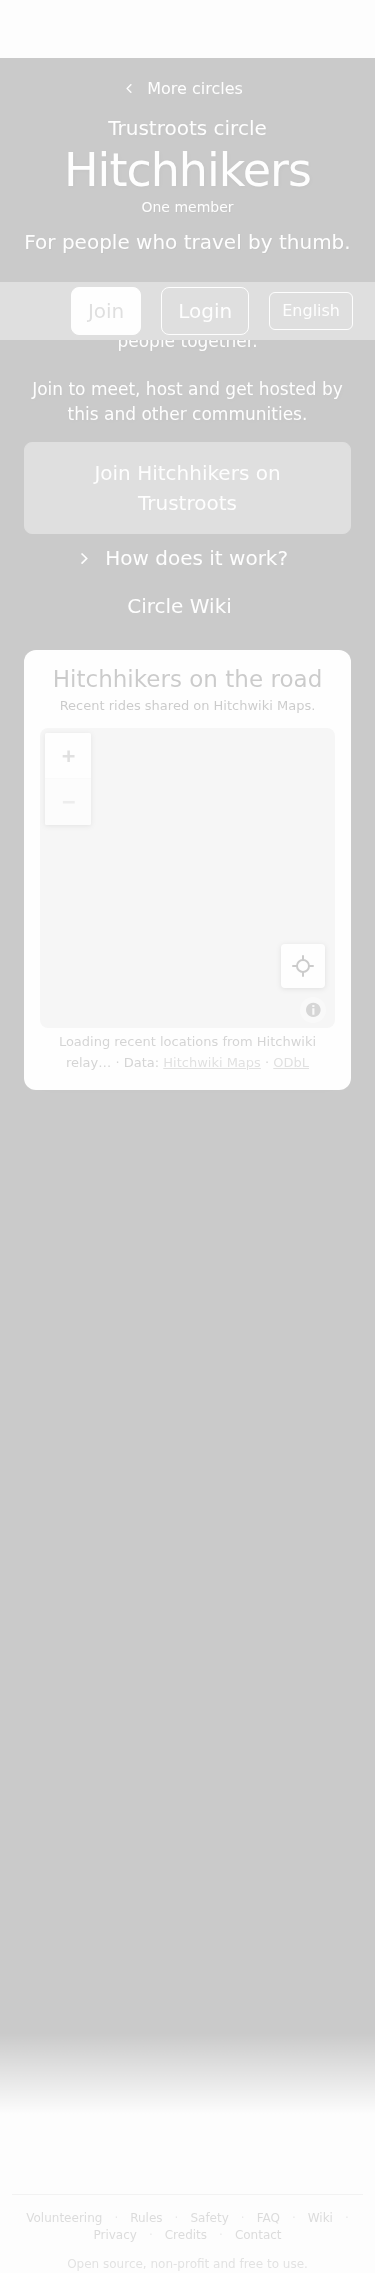 More circles
Trustroots circle
Hitchhikers
One member
For people who travel by thumb.
Join
Login
English
people together.
Join to meet, host and get hosted by
this and other communities.
Join Hitchhikers on
Trustroots
How does it work?
Circle Wiki
Hitchhikers on the road
Recent rides shared on Hitchwiki Maps.
+
−
Loading recent locations from Hitchwiki
relay… · Data: Hitchwiki Maps · ODbL
Volunteering · Rules · Safety · FAQ · Wiki ·
Privacy · Credits · Contact
Open source, non-profit and free to use.